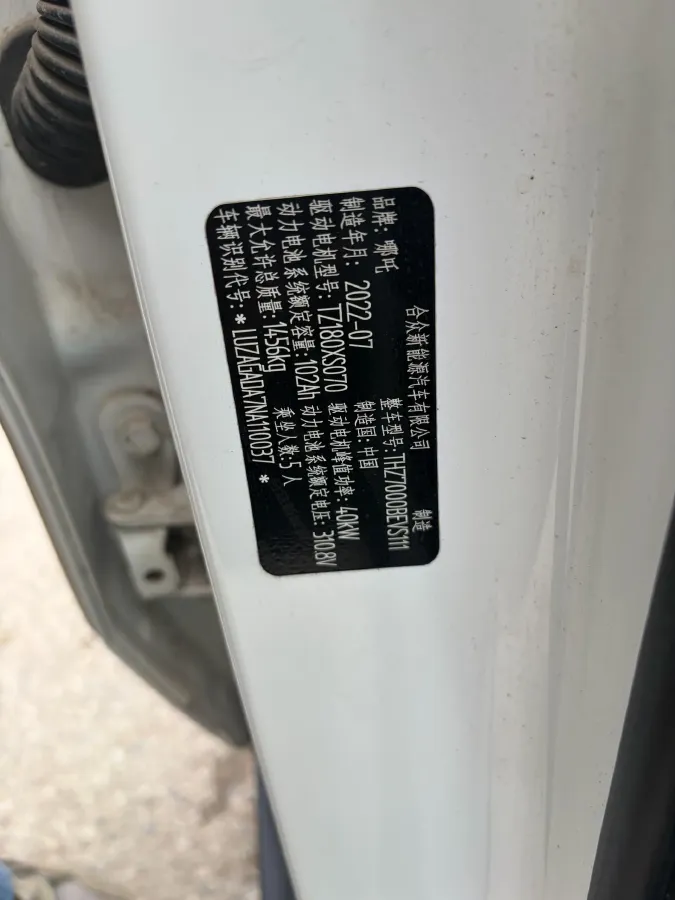 合众新能源汽车有限公司 制造
品牌: 哪吒 整车型号: THZ7000BEVS111
制造年月: 2022-07 制造国: 中国
驱动电机型号: TZ180XS070 驱动电机峰值功率: 40kW
动力电池系统额定容量: 102Ah 动力电池系统额定电压: 310.8V
最大允许总质量: 1456kg 乘坐人数: 5人
车辆识别代号: * LUZAGAQA7NA100037 *